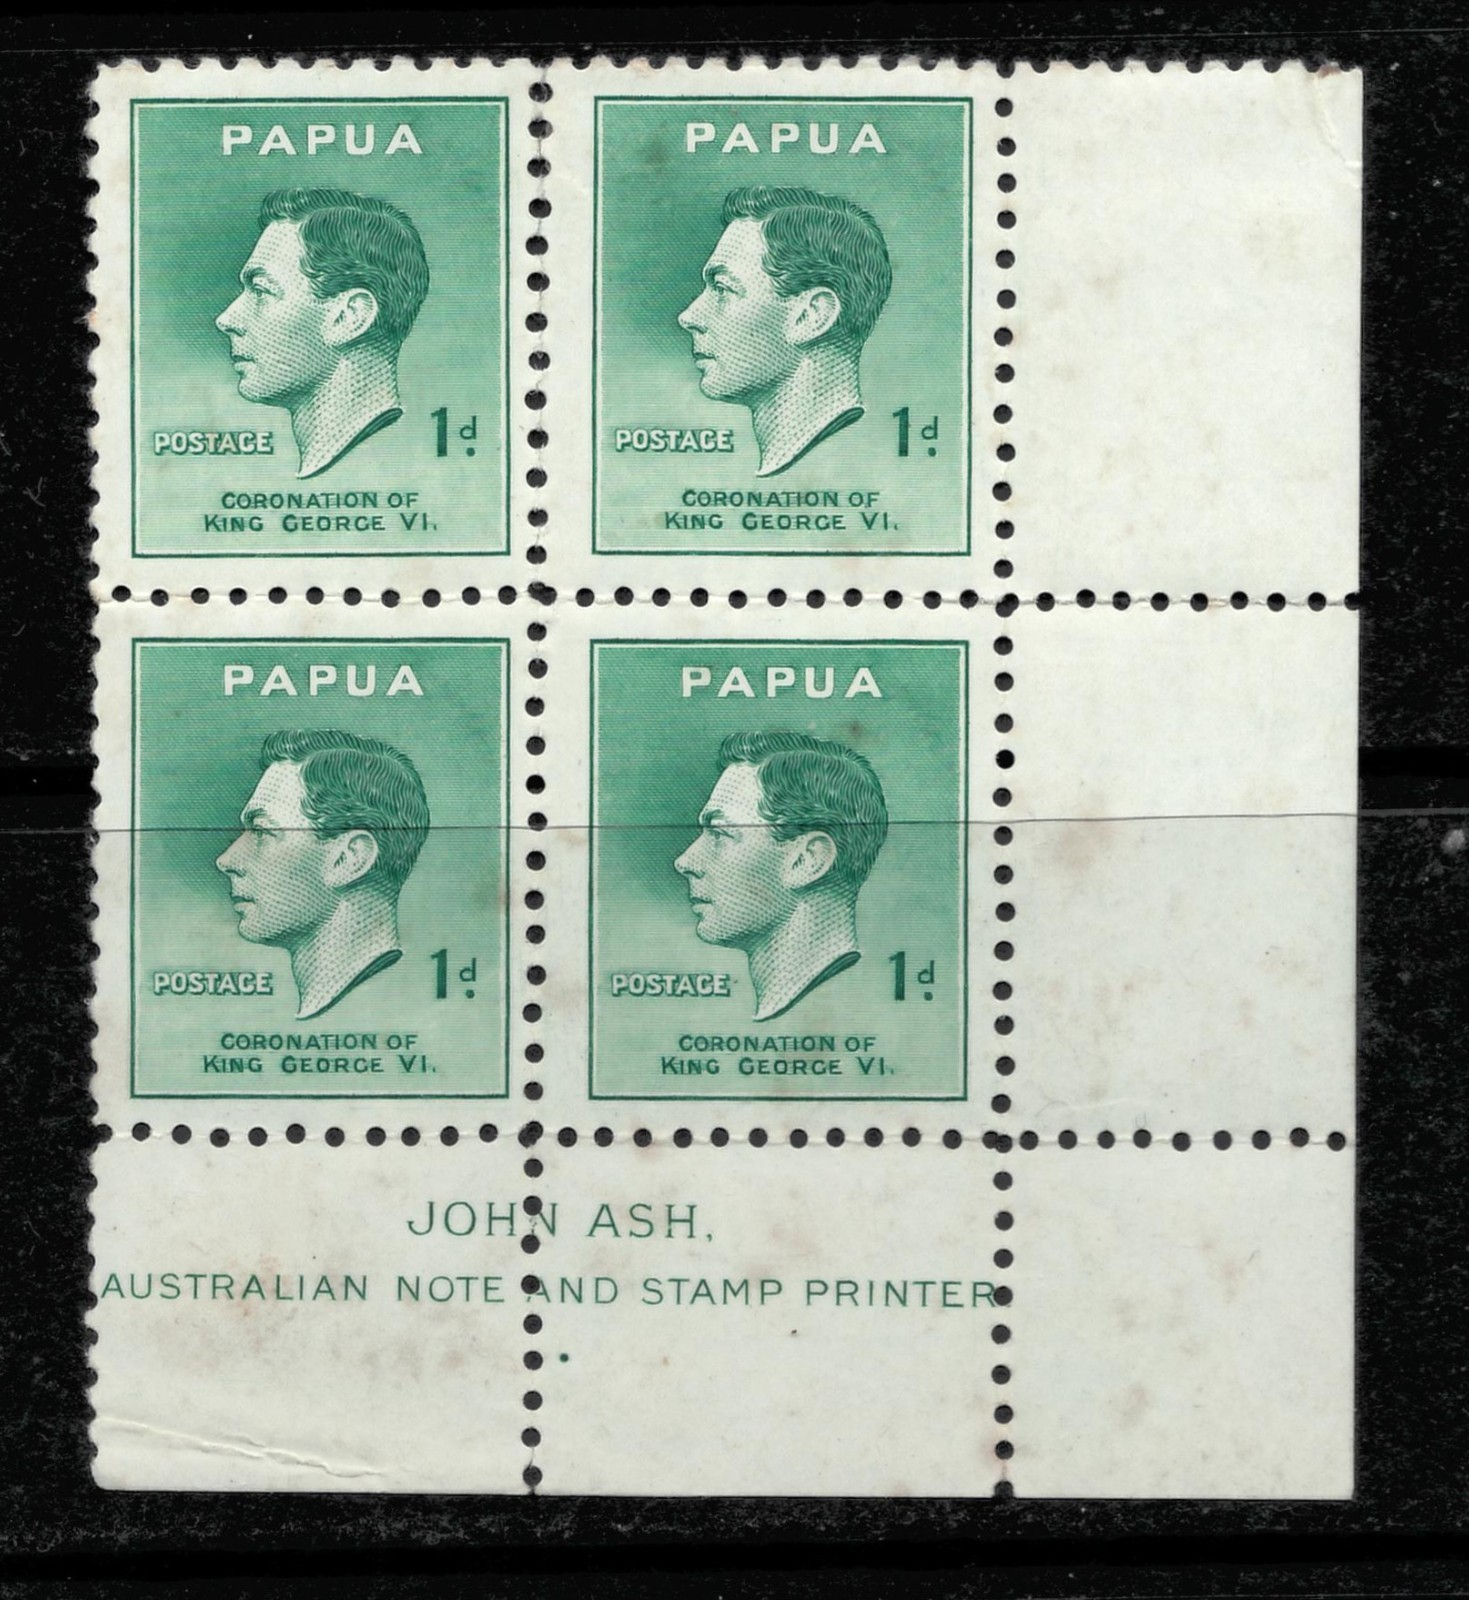 PAPUA
POSTAGE
1d.
CORONATION OF
KING GEORGE VI.
PAPUA
POSTAGE
1d.
CORONATION OF
KING GEORGE VI.
PAPUA
POSTAGE
1d.
CORONATION OF
KING GEORGE VI.
PAPUA
POSTAGE
1d.
CORONATION OF
KING GEORGE VI.
JOHN ASH,
AUSTRALIAN NOTE AND STAMP PRINTER